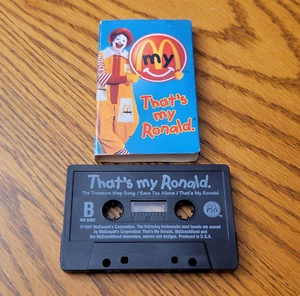 my
That's
my
Ronald.
That's my Ronald.
The Treasure Map Song / Save The Aliens / That's My Ronald
B
©1997 McDonald's Corporation. The following trademarks used herein are owned
by McDonald's Corporation: That's My Ronald, McDonaldland and
the McDonaldland characters, names and designs. Produced in U.S.A.